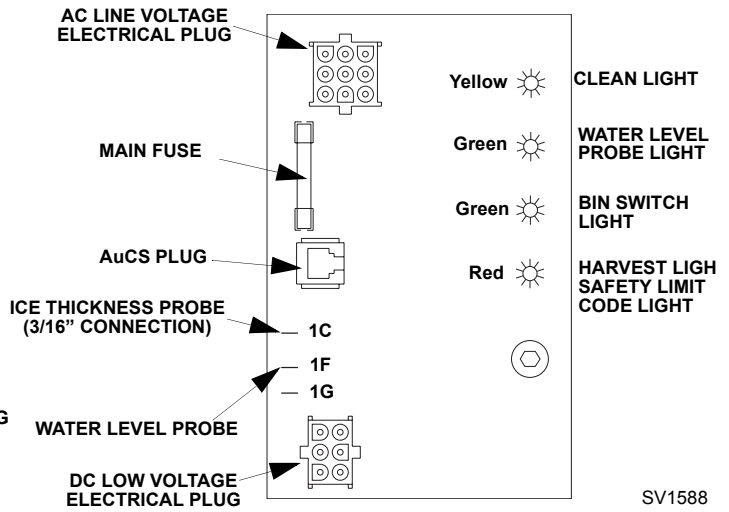 AC LINE VOLTAGE
ELECTRICAL PLUG
MAIN FUSE
AuCS PLUG
ICE THICKNESS PROBE
(3/16” CONNECTION)
1C
1F
1G
G
WATER LEVEL PROBE
DC LOW VOLTAGE
ELECTRICAL PLUG
Yellow
CLEAN LIGHT
Green
WATER LEVEL
PROBE LIGHT
Green
BIN SWITCH
LIGHT
Red
HARVEST LIGH
SAFETY LIMIT
CODE LIGHT
SV1588